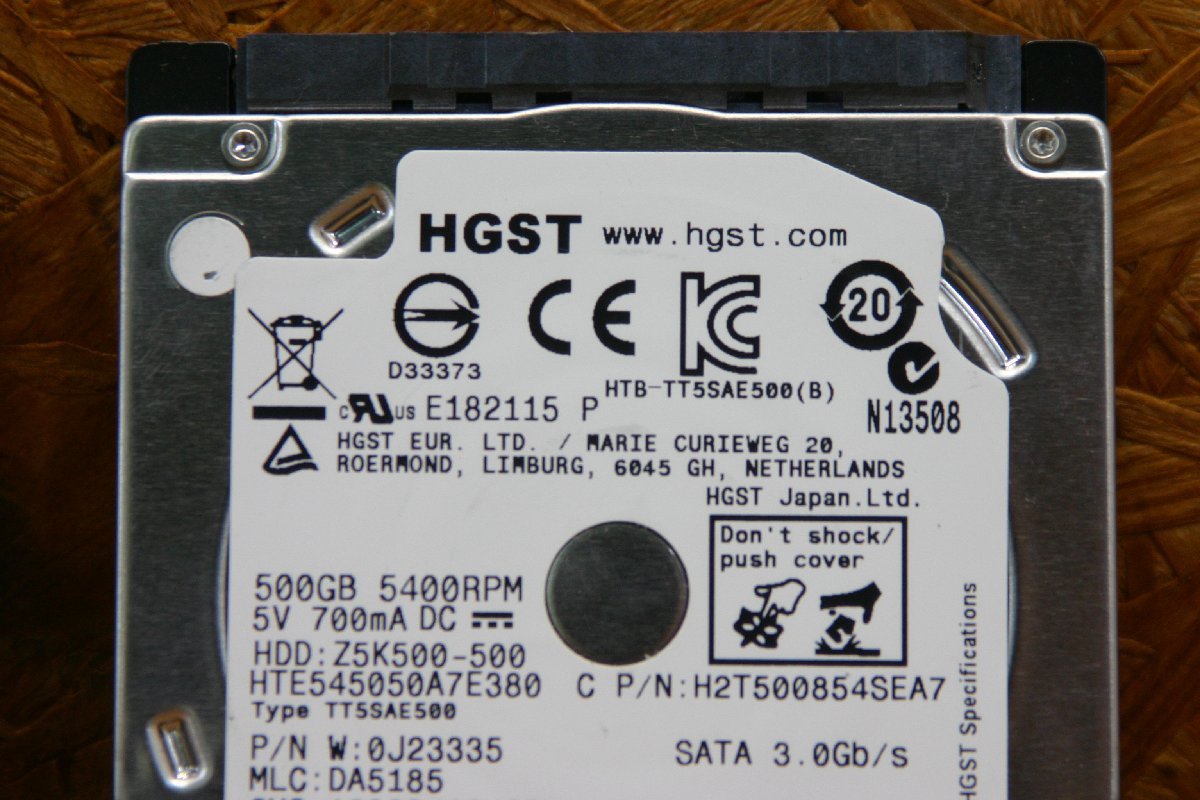 HGST www.hgst.com
D33373
20
HTB-TT5SAE500(B)
c UL us E182115 P
N13508
HGST EUR. LTD. / MARIE CURIEWEG 20,
ROERMOND, LIMBURG, 6045 GH, NETHERLANDS
HGST Japan.Ltd.
Don't shock/
push cover
500GB 5400RPM
5V 700mA DC
HDD:Z5K500-500
HTE545050A7E380 C P/N:H2T500854SEA7
Type TT5SAE500
P/N W:0J23335 SATA 3.0Gb/s
MLC:DA5185
HGST Specifications